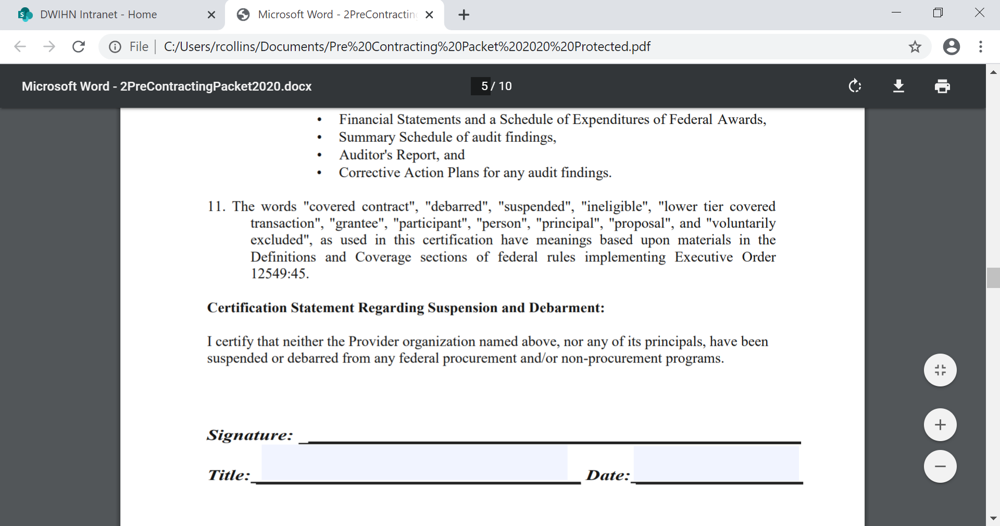 DWIHN Intranet - Home
Microsoft Word - 2PreContractin
File
C:/Users/rcollins/Documents/Pre%20Contracting%20Packet%202020%20Protected.pdf
Microsoft Word - 2PreContractingPacket2020.docx
5 / 10
• Financial Statements and a Schedule of Expenditures of Federal Awards,
• Summary Schedule of audit findings,
• Auditor's Report, and
• Corrective Action Plans for any audit findings.
11. The words "covered contract", "debarred", "suspended", "ineligible", "lower tier covered
transaction", "grantee", "participant", "person", "principal", "proposal", and "voluntarily
excluded", as used in this certification have meanings based upon materials in the
Definitions and Coverage sections of federal rules implementing Executive Order
12549:45.
Certification Statement Regarding Suspension and Debarment:
I certify that neither the Provider organization named above, nor any of its principals, have been
suspended or debarred from any federal procurement and/or non-procurement programs.
Signature:
Title: Date: